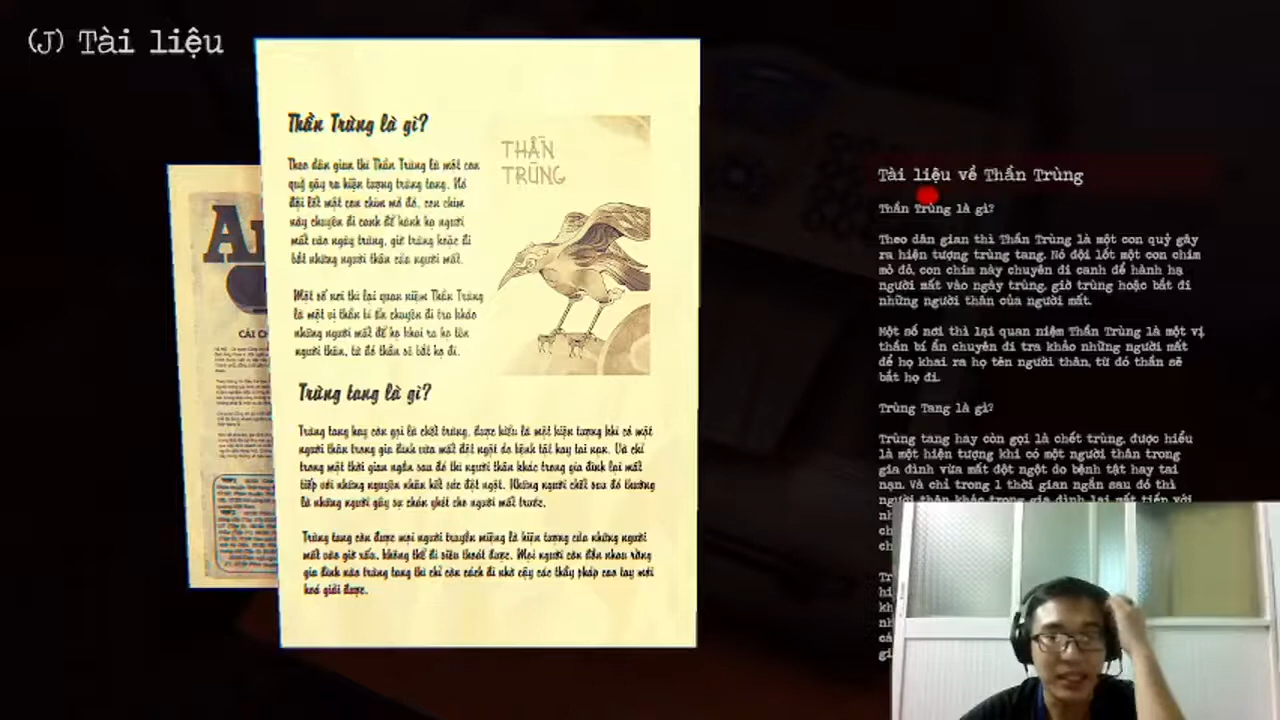 (J) Tài liệu
Thần Trùng là gì?
Theo dân gian thì Thần Trùng là một con
quỷ gây ra hiện tượng trùng tang. Nó
đội lốt một con chim mỏ đỏ, con chim
này chuyên đi canh để hành hạ người
mất vào ngày trùng, giờ trùng hoặc đi
bắt những người thân của người mất.
Một số nơi thì lại quan niệm Thần Trùng
là một vị thần bí ẩn chuyên đi tra khảo
những người mất để họ khai ra họ tên
người thân, từ đó thần sẽ bắt họ đi.
THẦN
TRÙNG
Trùng tang là gì?
Trùng tang hay còn gọi là chết trùng, được hiểu là một hiện tượng khi có một
người thân trong gia đình vừa mất đột ngột do bệnh tật hay tai nạn. Và chỉ
trong một thời gian ngắn sau đó thì người thân khác trong gia đình lại mất
tiếp với những nguyên nhân hết sức đột ngột. Những người chết sau đó thường
là những người gây sự chán ghét cho người mất trước.
Trùng tang còn được mọi người truyền miệng là hiện tượng của những người
mất vào giờ xấu, không thể đi siêu thoát được. Mọi người còn đồn nhau rằng
gia đình nào trùng tang thì chỉ còn cách đi nhờ cậy các thầy pháp cao tay mới
hoá giải được.
CÁI C
Tài liệu về Thần Trùng
Thần Trùng là gì?
Theo dân gian thì Thần Trùng là một con quỷ gây
ra hiện tượng trùng tang. Nó đội lốt một con chim
mỏ đỏ, con chim này chuyên đi canh để hành hạ
người mất vào ngày trùng, giờ trùng hoặc bắt đi
những người thân của người mất.
Một số nơi thì lại quan niệm Thần Trùng là một vị
thần bí ẩn chuyên đi tra khảo những người mất
để họ khai ra họ tên người thân, từ đó thần sẽ
bắt họ đi.
Trùng Tang là gì?
Trùng tang hay còn gọi là chết trùng, được hiểu
là một hiện tượng khi có một người thân trong
gia đình vừa mất đột ngột do bệnh tật hay tai
nạn. Và chỉ trong 1 thời gian ngắn sau đó thì
người thân khác trong gia đình lại mất tiếp với